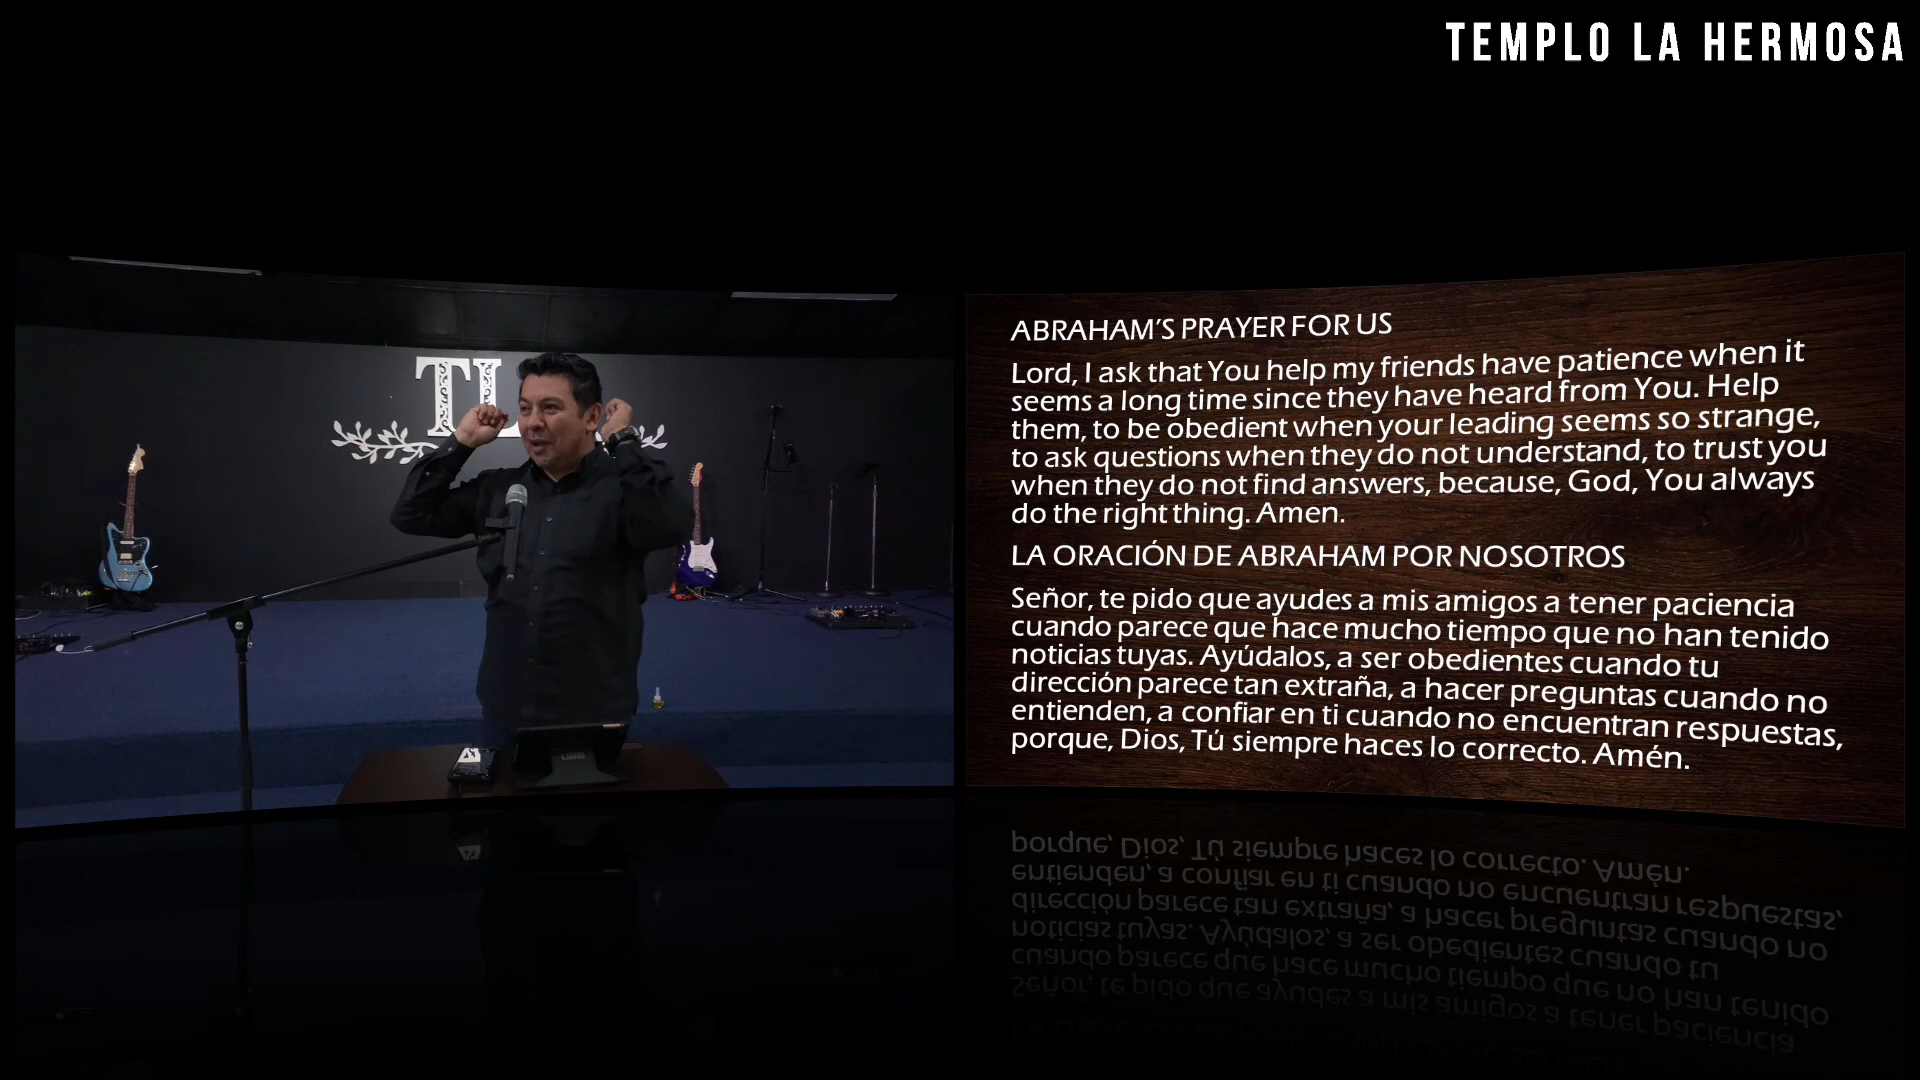 TEMPLO LA HERMOSA
TL
ABRAHAM'S PRAYER FOR US
Lord, I ask that You help my friends have patience when it
seems a long time since they have heard from You. Help
them, to be obedient when your leading seems so strange,
to ask questions when they do not understand, to trust you
when they do not find answers, because, God, You always
do the right thing. Amen.
LA ORACIÓN DE ABRAHAM POR NOSOTROS
Señor, te pido que ayudes a mis amigos a tener paciencia
cuando parece que hace mucho tiempo que no han tenido
noticias tuyas. Ayúdalos, a ser obedientes cuando tu
dirección parece tan extraña, a hacer preguntas cuando no
entienden, a confiar en ti cuando no encuentran respuestas,
porque, Dios, Tú siempre haces lo correcto. Amén.